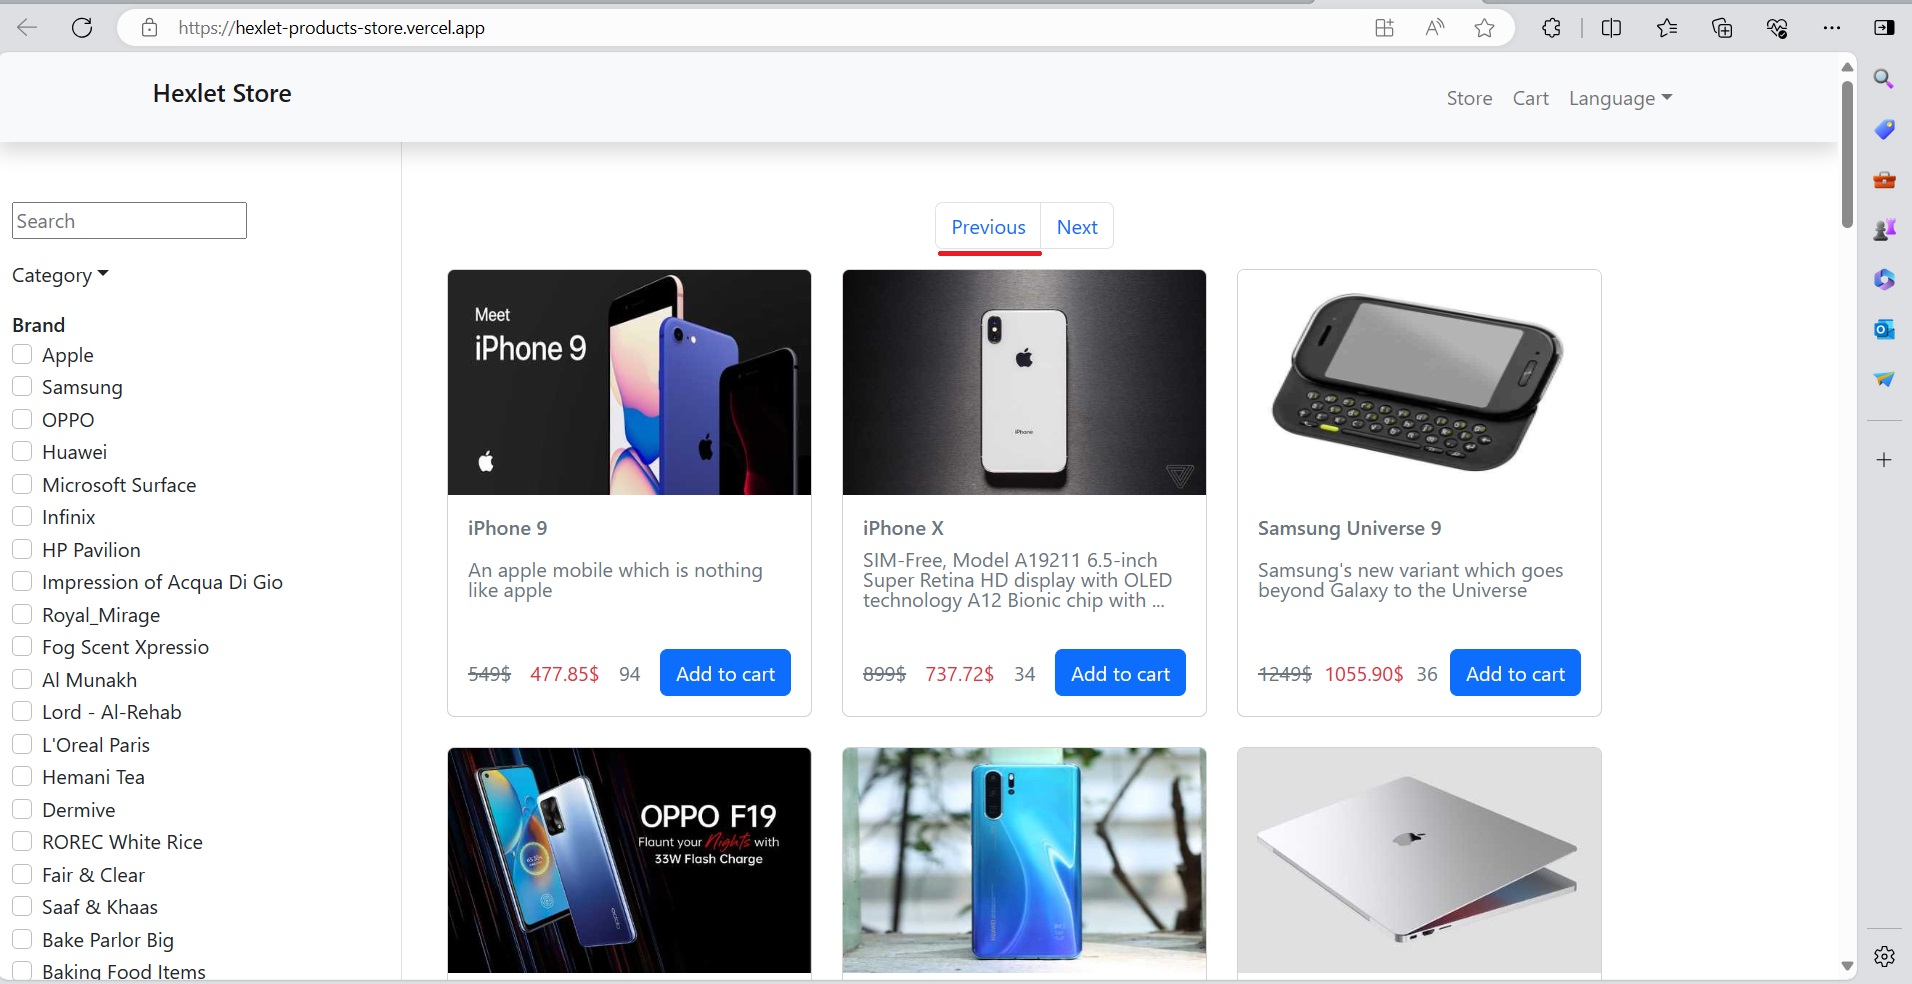 https://hexlet-products-store.vercel.app
Hexlet Store
Store
Cart
Language
Search
Category
Brand
Apple
Samsung
OPPO
Huawei
Microsoft Surface
Infinix
HP Pavilion
Impression of Acqua Di Gio
Royal_Mirage
Fog Scent Xpressio
Al Munakh
Lord - Al-Rehab
L'Oreal Paris
Hemani Tea
Dermive
ROREC White Rice
Fair & Clear
Saaf & Khaas
Bake Parlor Big
Baking Food Items
Previous
Next
Meet
iPhone 9
iPhone 9
An apple mobile which is nothing
like apple
549$ 477.85$ 94 Add to cart
iPhone
iPhone X
SIM-Free, Model A19211 6.5-inch
Super Retina HD display with OLED
technology A12 Bionic chip with ...
899$ 737.72$ 34 Add to cart
Samsung Universe 9
Samsung's new variant which goes
beyond Galaxy to the Universe
1249$ 1055.90$ 36 Add to cart
OPPO F19
Flaunt your Nights with
33W Flash Charge